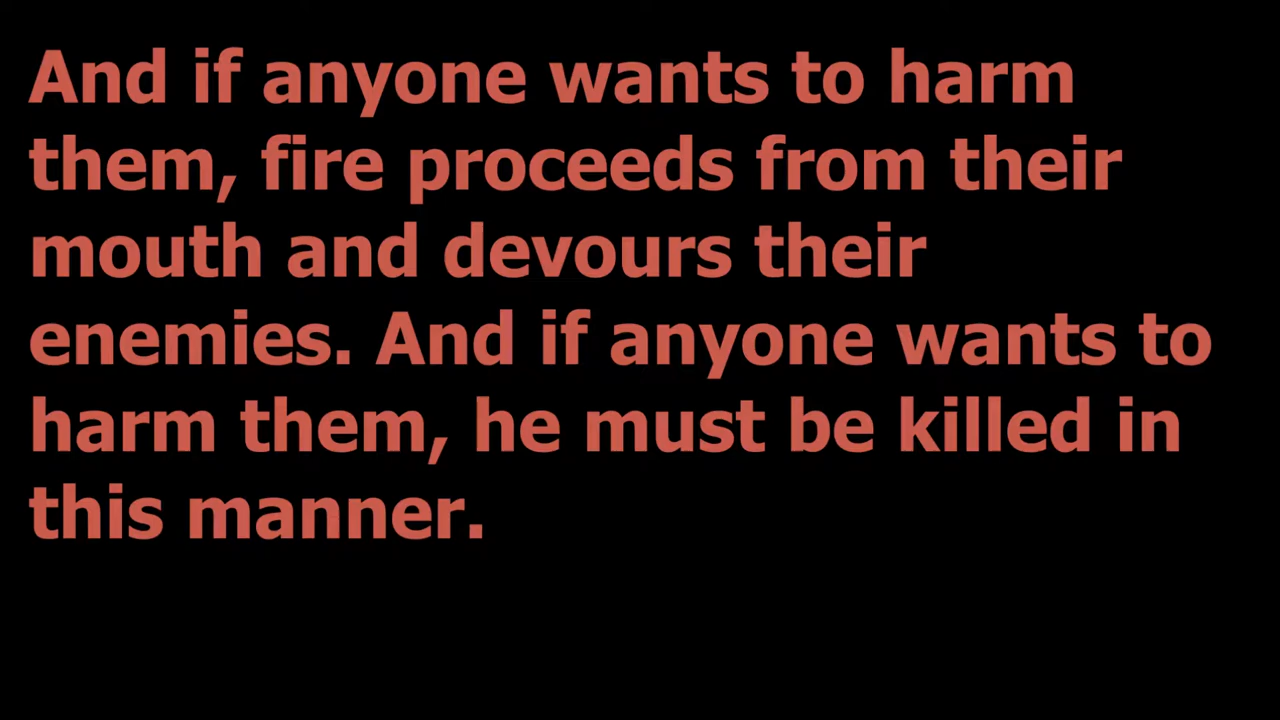 And if anyone wants to harm
them, fire proceeds from their
mouth and devours their
enemies. And if anyone wants to
harm them, he must be killed in
this manner.